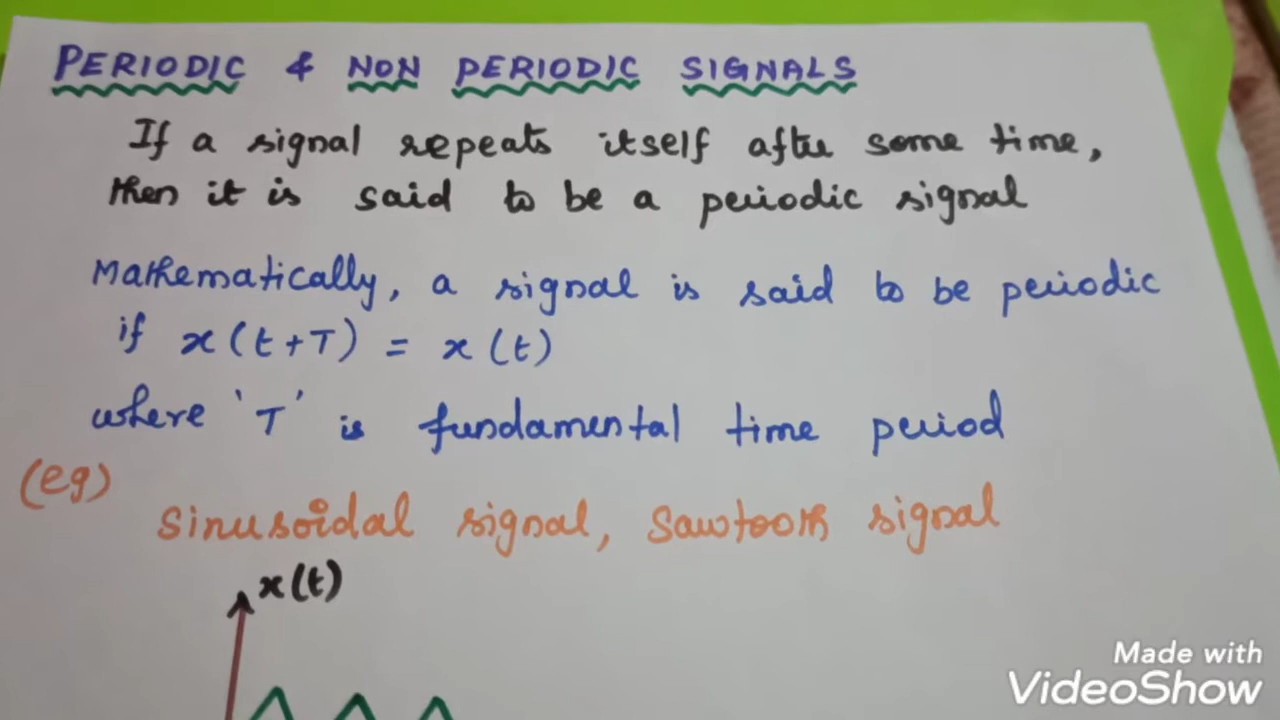 PERIODIC & NON PERIODIC SIGNALS
If a signal repeats itself after some time,
then it is said to be a periodic signal
Mathematically, a signal is said to be periodic
if x(t+T) = x(t)
where 'T' is fundamental time period
(eg)
Sinusoidal signal, Sawtooth signal
x(t)
Made with
VideoShow